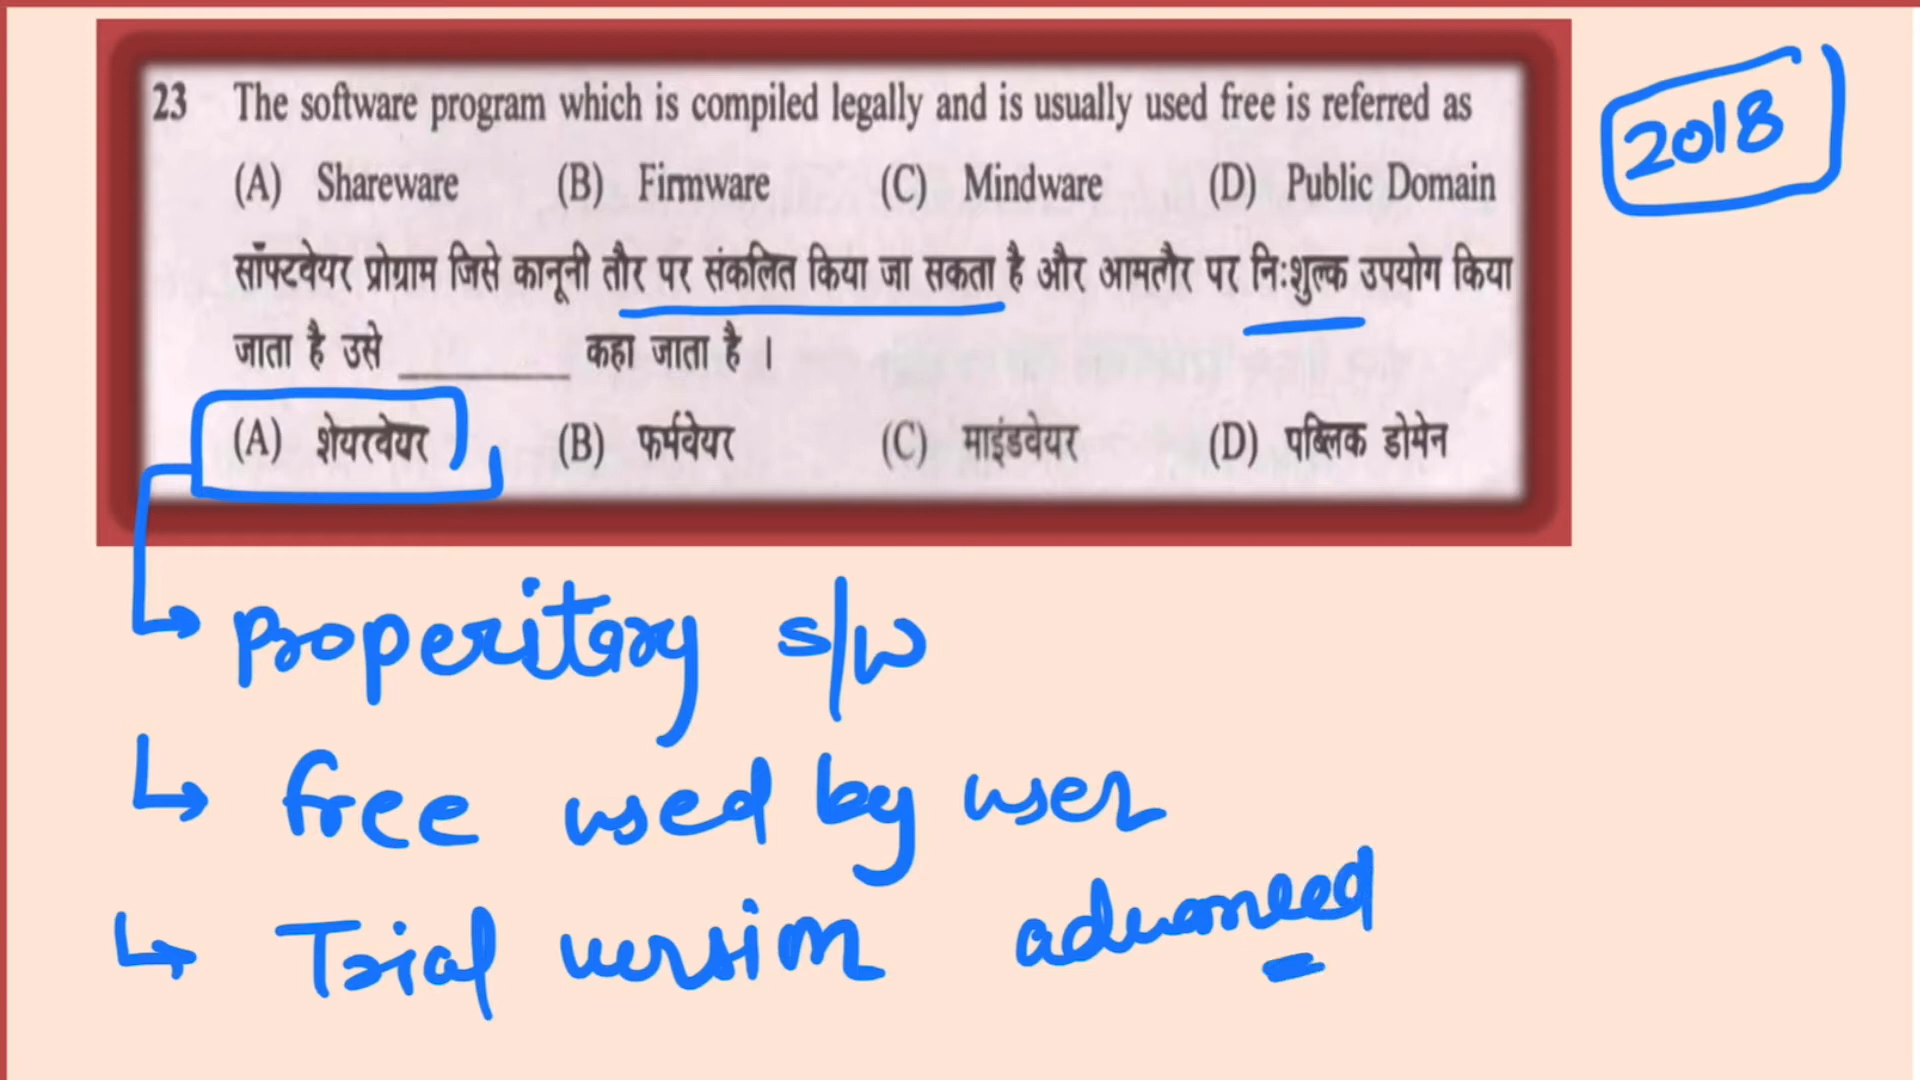 23 The software program which is compiled legally and is usually used free is referred as
(A) Shareware (B) Firmware (C) Mindware (D) Public Domain
सॉफ्टवेयर प्रोग्राम जिसे कानूनी तौर पर संकलित किया जा सकता है और आमतौर पर निःशुल्क उपयोग किया
जाता है उसे ________ कहा जाता है ।
(A) शेयरवेयर (B) फर्मवेयर (C) माइंडवेयर (D) पब्लिक डोमेन
2018
properitary s/w
free used by user
Trial version advanced